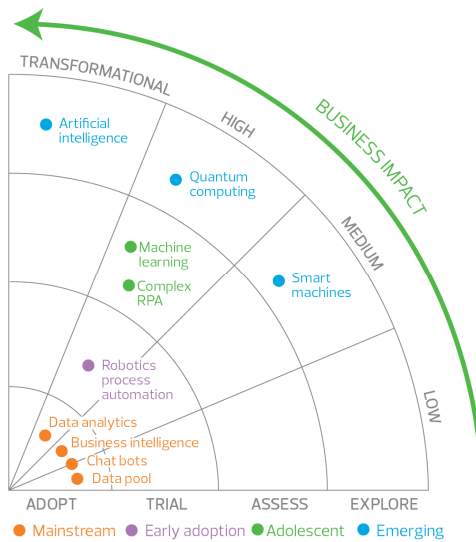 TRANSFORMATIONAL
HIGH
BUSINESS IMPACT
MEDIUM
LOW
Artificial
intelligence
Quantum
computing
Machine
learning
Complex
RPA
Smart
machines
Robotics
process
automation
Data analytics
Business intelligence
Chat bots
Data pool
ADOPT TRIAL ASSESS EXPLORE
Mainstream Early adoption Adolescent Emerging